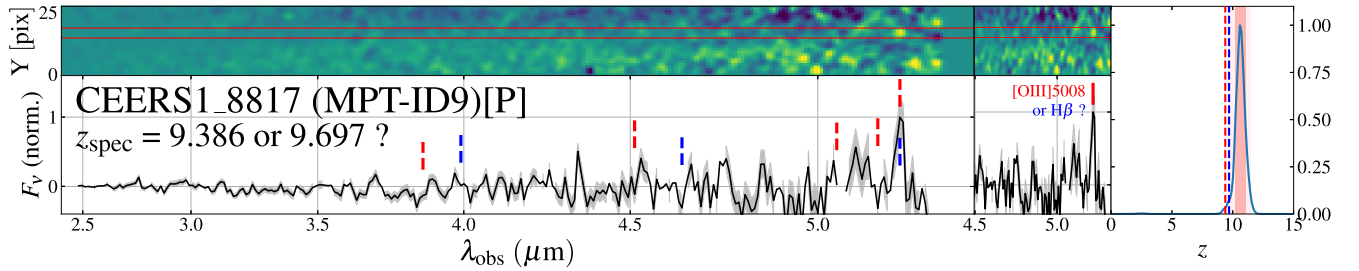 25
Y [pix]
0
CEERS1_8817 (MPT-ID9)[P]
z_spec = 9.386 or 9.697 ?
[OIII]5008
or Hβ ?
1
0
F_ν (norm.)
2.5 3.0 3.5 4.0 4.5 5.0
λ_obs (μm)
5.0
0 5 10 15
z
1.00
0.75
0.50
0.25
0.00